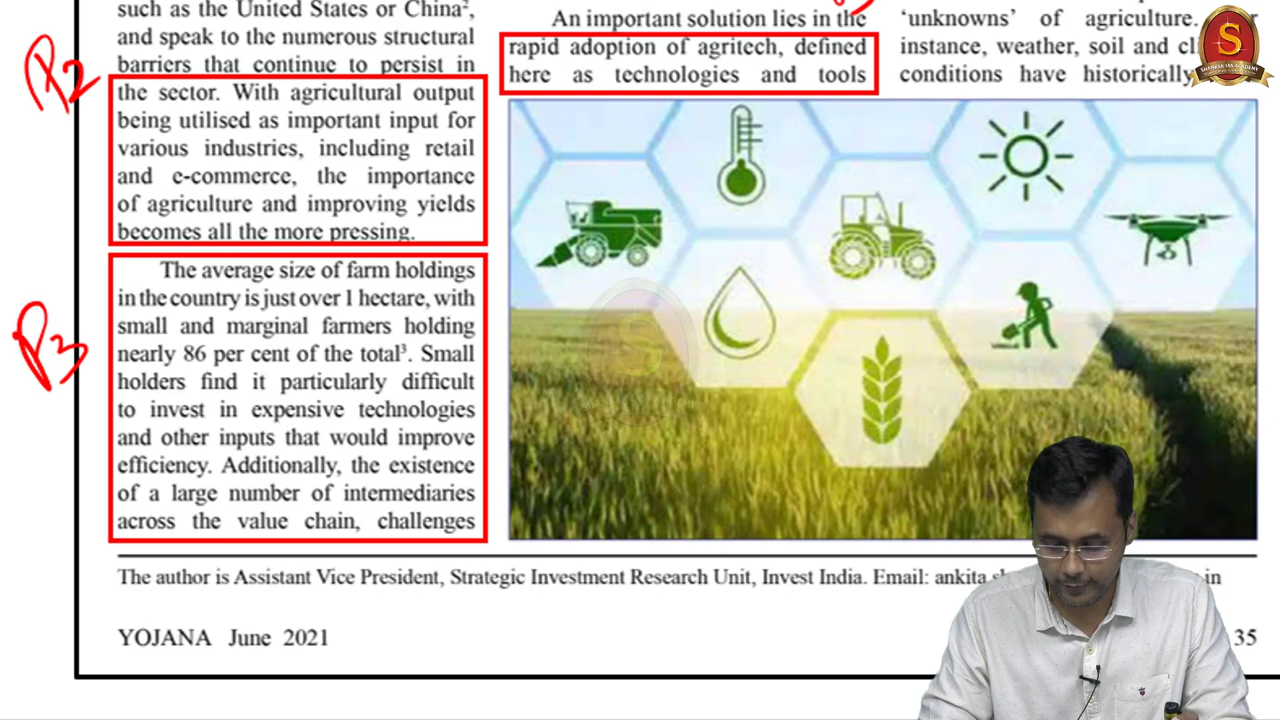 such as the United States or China²,
and speak to the numerous structural
barriers that continue to persist in
the sector. With agricultural output
being utilised as important input for
various industries, including retail
and e-commerce, the importance
of agriculture and improving yields
becomes all the more pressing.
The average size of farm holdings
in the country is just over 1 hectare, with
small and marginal farmers holding
nearly 86 per cent of the total³. Small
holders find it particularly difficult
to invest in expensive technologies
and other inputs that would improve
efficiency. Additionally, the existence
of a large number of intermediaries
across the value chain, challenges
P2
P3
An important solution lies in the
rapid adoption of agritech, defined
here as technologies and tools
'unknowns' of agriculture.
instance, weather, soil and
conditions have historically
S
SHANKAR IAS ACADEMY
The author is Assistant Vice President, Strategic Investment Research Unit, Invest India. Email: ankita in
YOJANA June 2021
35